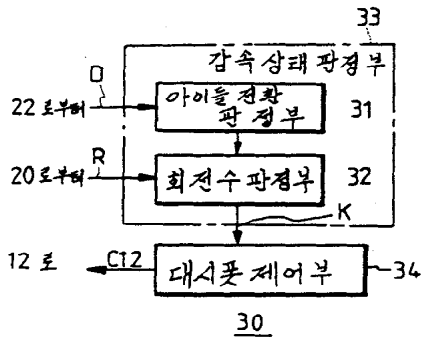 33
감속상태판정부
D
22로부터
아이들 전환
판정부
31
20로부터
R
회전수판정부
32
K
12로
CT2
대시폿 제어부
34
30